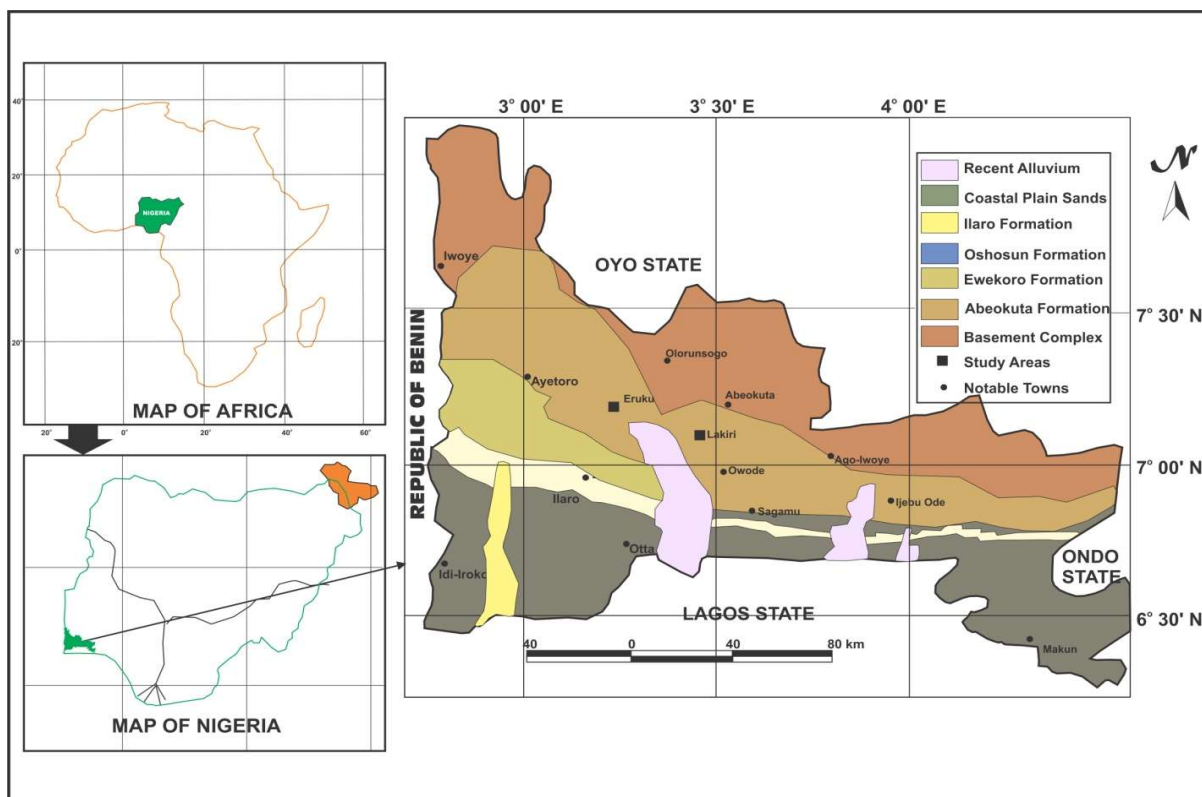 40'
20'
0'
20'
NIGERIA
MAP OF AFRICA
20'
0'
20'
40'
60'
MAP OF NIGERIA
3° 00' E
3° 30' E
4° 00' E
7° 30' N
7° 00' N
6° 30' N
N
REPUBLIC OF BENIN
OYO STATE
ONDO
STATE
LAGOS STATE
Iwoye
Olorunsogo
Ayetoro
Eruku
Abeokuta
Lakiri
Ago-Iwoye
Owode
Ilaro
Ijebu Ode
Sagamu
Otta
Idi-Iroko
Makun
40
0
40
80 km
Recent Alluvium
Coastal Plain Sands
Ilaro Formation
Oshosun Formation
Ewekoro Formation
Abeokuta Formation
Basement Complex
Study Areas
Notable Towns